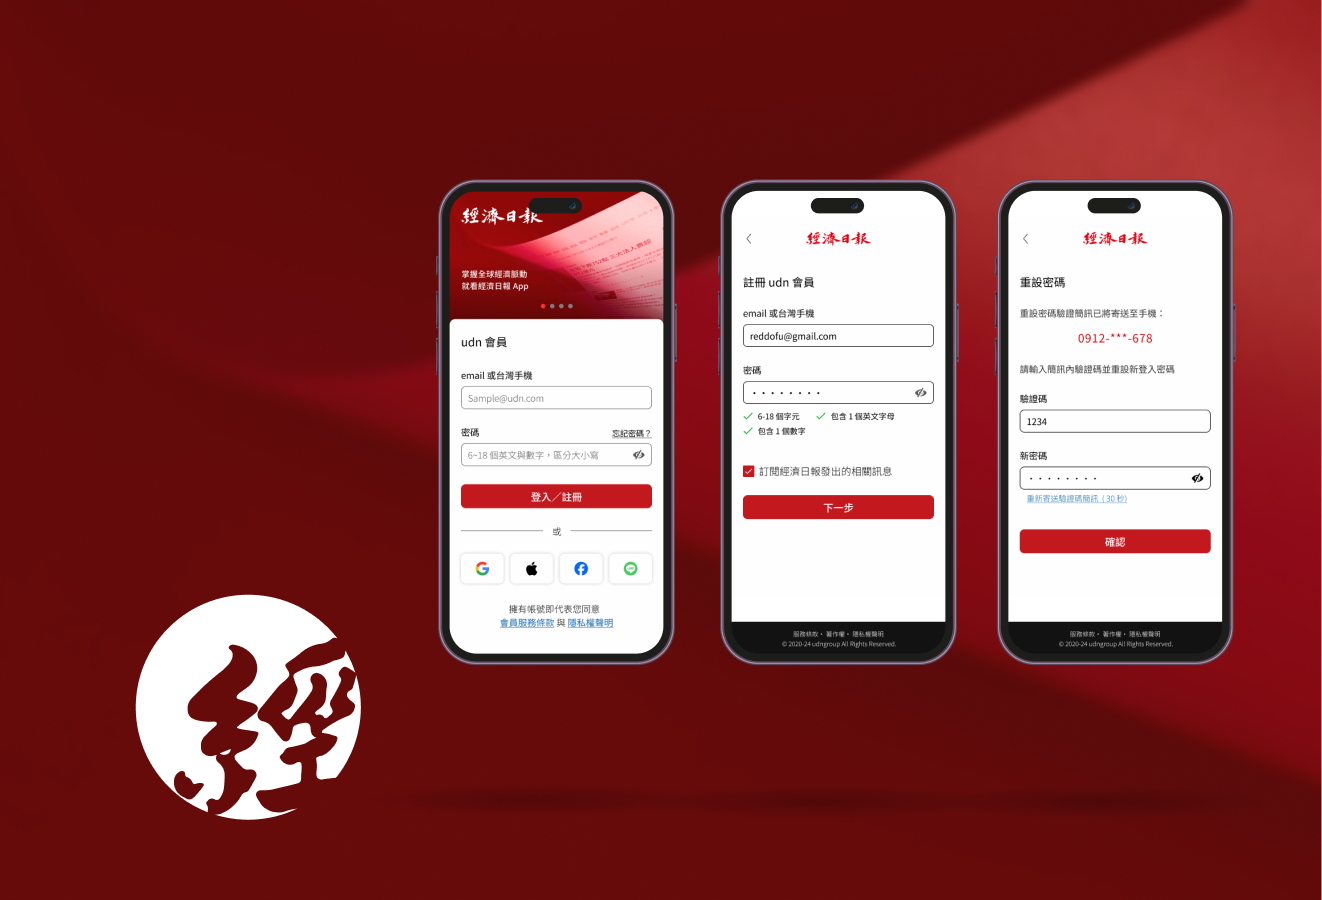 經濟日報
掌握全球經濟脈動
就看經濟日報 App
udn 會員
email 或台灣手機
Sample@udn.com
密碼
忘記密碼？
6~18 個英文與數字，區分大小寫
登入／註冊
或
擁有帳號即代表您同意
會員服務條款 與 隱私權聲明
經濟日報
註冊 udn 會員
email 或台灣手機
reddofu@gmail.com
密碼
6-18 個字元
包含 1 個英文字母
包含 1 個數字
訂閱經濟日報發出的相關訊息
下一步
服務條款・ 著作權・ 隱私權聲明
© 2020-24 udngroup All Rights Reserved.
經濟日報
重設密碼
重設密碼驗證簡訊已將寄送至手機：
0912-***-678
請輸入簡訊內驗證碼並重設新登入密碼
驗證碼
1234
新密碼
重新寄送驗證碼簡訊（30 秒）
確認
服務條款・ 著作權・ 隱私權聲明
© 2020-24 udngroup All Rights Reserved.
經